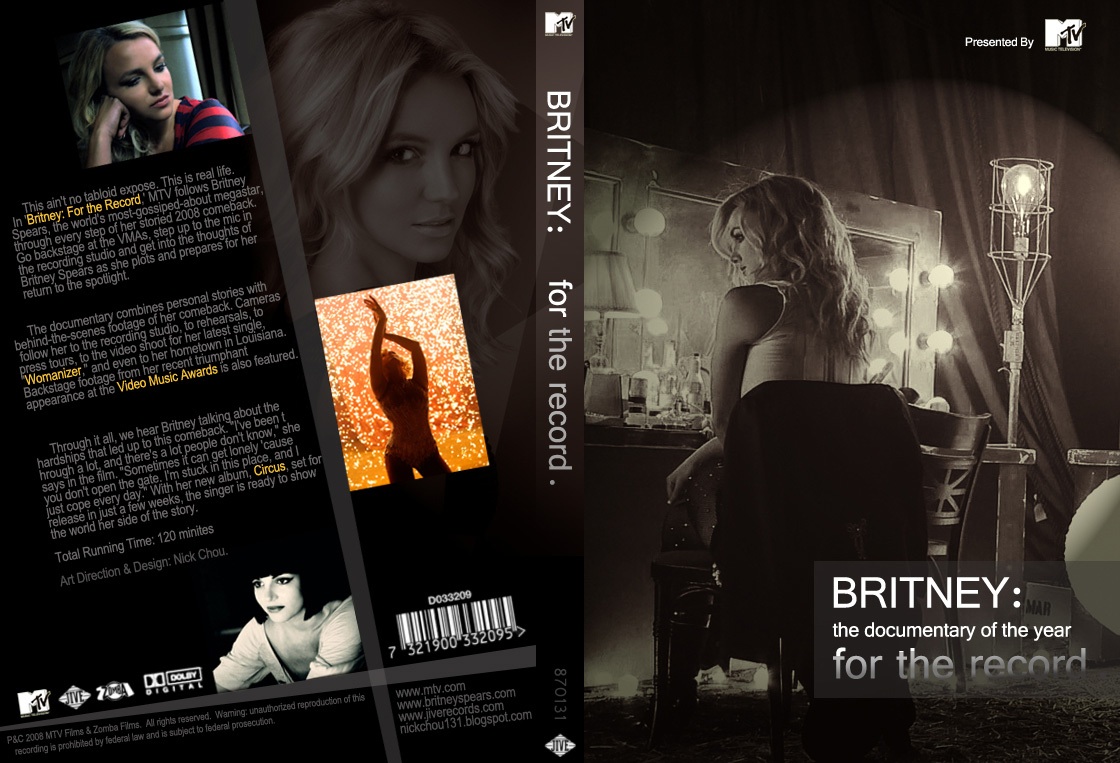 This ain't no tabloid expose. This is real life.
In 'Britney: For the Record,' MTV follows Britney
Spears, the world's most-gossiped-about megastar,
through every step of her storied 2008 comeback.
Go backstage at the VMAs, step up to the mic in
the recording studio and get into the thoughts of
Britney Spears as she plots and prepares for her
return to the spotlight.
The documentary combines personal stories with
behind-the-scenes footage of her comeback. Cameras
follow her to the recording studio, to rehearsals, to
press tours, to the video shoot for her latest single,
"Womanizer," and even to her hometown in Louisiana.
Backstage footage from her recent triumphant
appearance at the Video Music Awards is also featured.
Through it all, we hear Britney talking about the
hardships that led up to this comeback. "I've been t
hrough a lot, and there's a lot people don't know," she
says in the film. "Sometimes it can get lonely 'cause
you don't open the gate. I'm stuck in this place, and I
just cope every day." With her new album, Circus, set for
release in just a few weeks, the singer is ready to show
the world her side of the story.
Total Running Time: 120 minites
Art Direction & Design: Nick Chou.
MTV
JIVE
ZOMBA
DOLBY
DIGITAL
P&C 2008 MTV Films & Zomba Films. All rights reserved. Warning: unauthorized reproduction of this
recording is prohibited by federal law and is subject to federal prosecution.
D033209
7 321900 332095 >
www.mtv.com
www.britneyspears.com
www.jiverecords.com
nickchou131.blogspot.com
MTV
BRITNEY: for the record.
870131
JIVE
Presented By
MTV
MUSIC TELEVISION
MAR
BRITNEY:
the documentary of the year
for the record